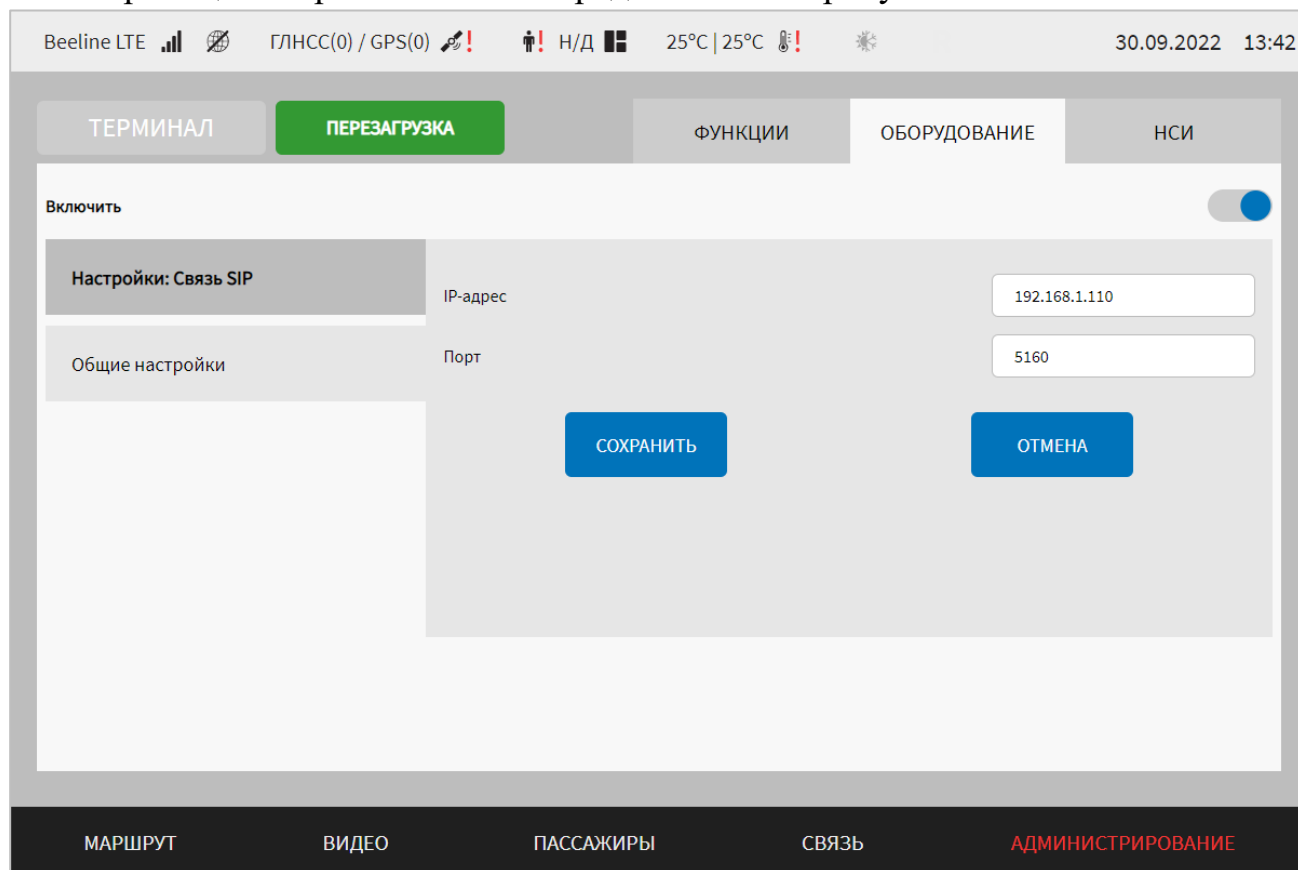 Beeline LTE ГЛНСС(0) / GPS(0) ! ! Н/Д 25°C | 25°C ! 30.09.2022 13:42
ТЕРМИНАЛ ПЕРЕЗАГРУЗКА ФУНКЦИИ ОБОРУДОВАНИЕ НСИ
Включить
Настройки: Связь SIP
IP-адрес 192.168.1.110
Общие настройки
Порт 5160
СОХРАНИТЬ ОТМЕНА
МАРШРУТ ВИДЕО ПАССАЖИРЫ СВЯЗЬ АДМИНИСТРИРОВАНИЕ